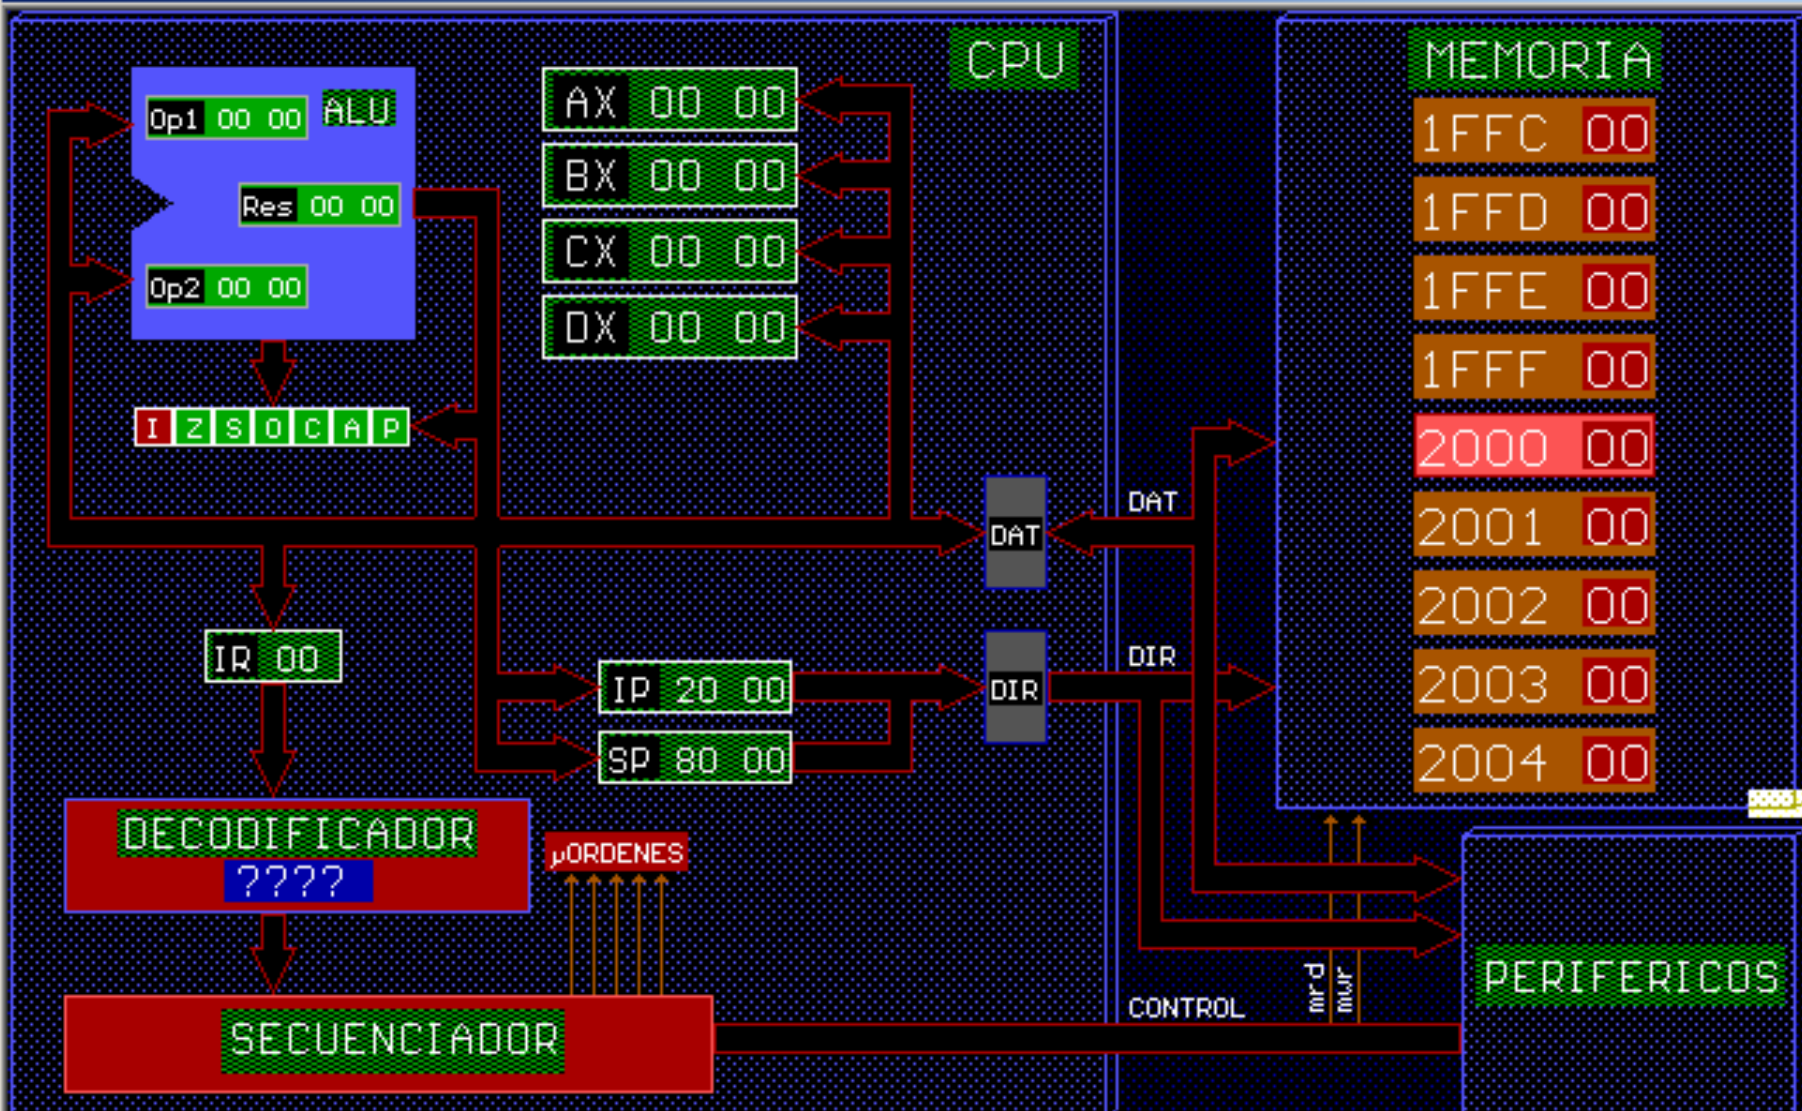 CPU
ALU
Op1 00 00
Res 00 00
Op2 00 00
I Z S O C A P
AX 00 00
BX 00 00
CX 00 00
DX 00 00
DAT
DAT
IR 00
IP 20 00
SP 80 00
DIR
DIR
DECODIFICADOR
????
µORDENES
SECUENCIADOR
CONTROL
mrd
mwr
MEMORIA
1FFC 00
1FFD 00
1FFE 00
1FFF 00
2000 00
2001 00
2002 00
2003 00
2004 00
PERIFERICOS